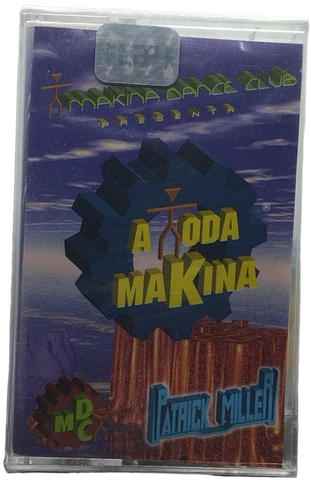 MAKINA DANCE CLUB
PRESENTA
®
A TODA
MAKINA
MDC
PATRICK MILLER